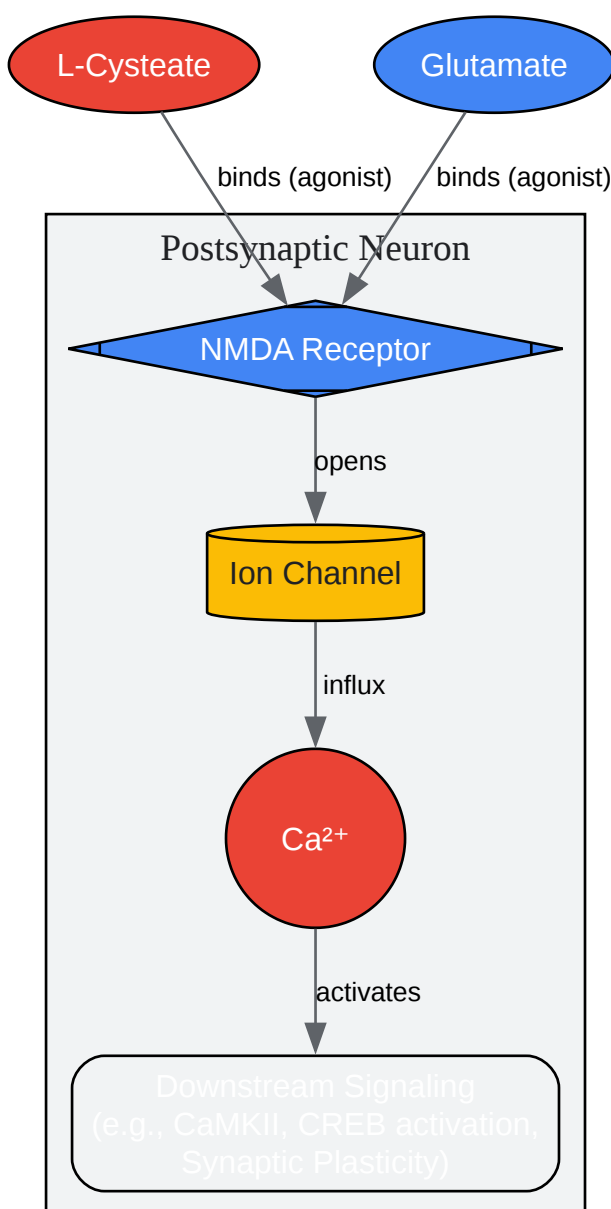 L-Cysteate
Glutamate
binds (agonist)
binds (agonist)
Postsynaptic Neuron
NMDA Receptor
opens
Ion Channel
influx
Ca²⁺
activates
Downstream Signaling
(e.g., CaMKII, CREB activation,
Synaptic Plasticity)